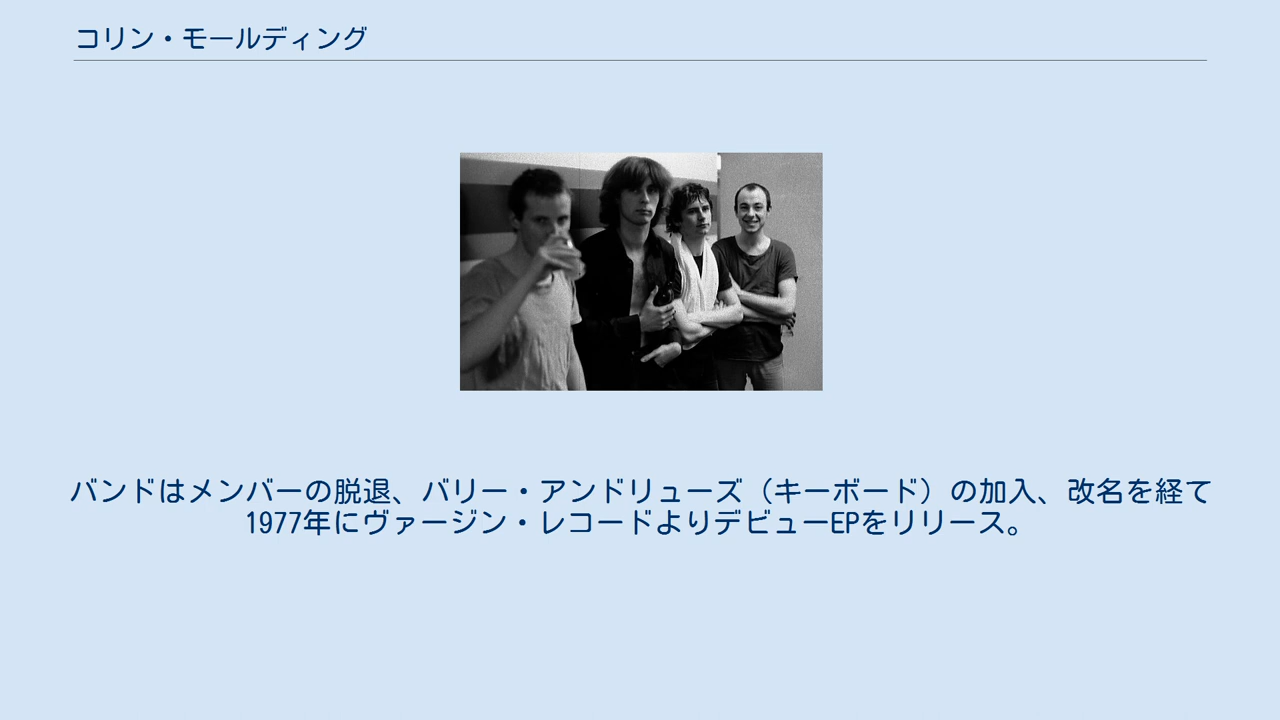 コリン・モールディング
バンドはメンバーの脱退、バリー・アンドリューズ（キーボード）の加入、改名を経て
1977年にヴァージン・レコードよりデビューEPをリリース。